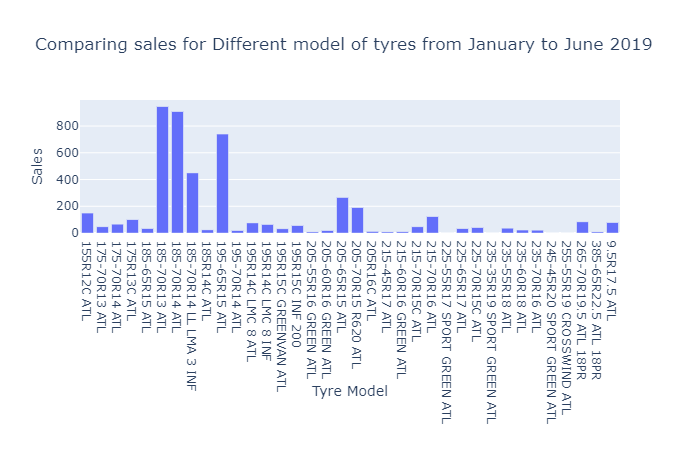 Comparing sales for Different model of tyres from January to June 2019
Sales
800
600
400
200
0
155R12C ATL
175-70R13 ATL
175-70R14 ATL
175R13C ATL
185-65R15 ATL
185-70R13 ATL
185-70R14 ATL
185-70R14 LL LMA 3 INF
185R14C ATL
195-65R15 ATL
195-70R14 ATL
195R14C LMC 8 ATL
195R14C LMC 8 INF
195R15C GREENVAN ATL
195R15C INF 200
205-55R16 GREEN ATL
205-60R16 GREEN ATL
205-65R15 ATL
205-70R15 R620 ATL
205R16C ATL
215-45R17 ATL
215-60R16 GREEN ATL
215-70R15C ATL
215-70R16 ATL
225-55R17 SPORT GREEN ATL
225-65R17 ATL
225-70R15C ATL
235-35R19 SPORT GREEN ATL
235-55R18 ATL
235-60R18 ATL
235-70R16 ATL
245-45R20 SPORT GREEN ATL
255-55R19 CROSSWIND ATL
265-70R19.5 ATL 18PR
385-65R22.5 ATL 18PR
9.5R17.5 ATL
Tyre Model